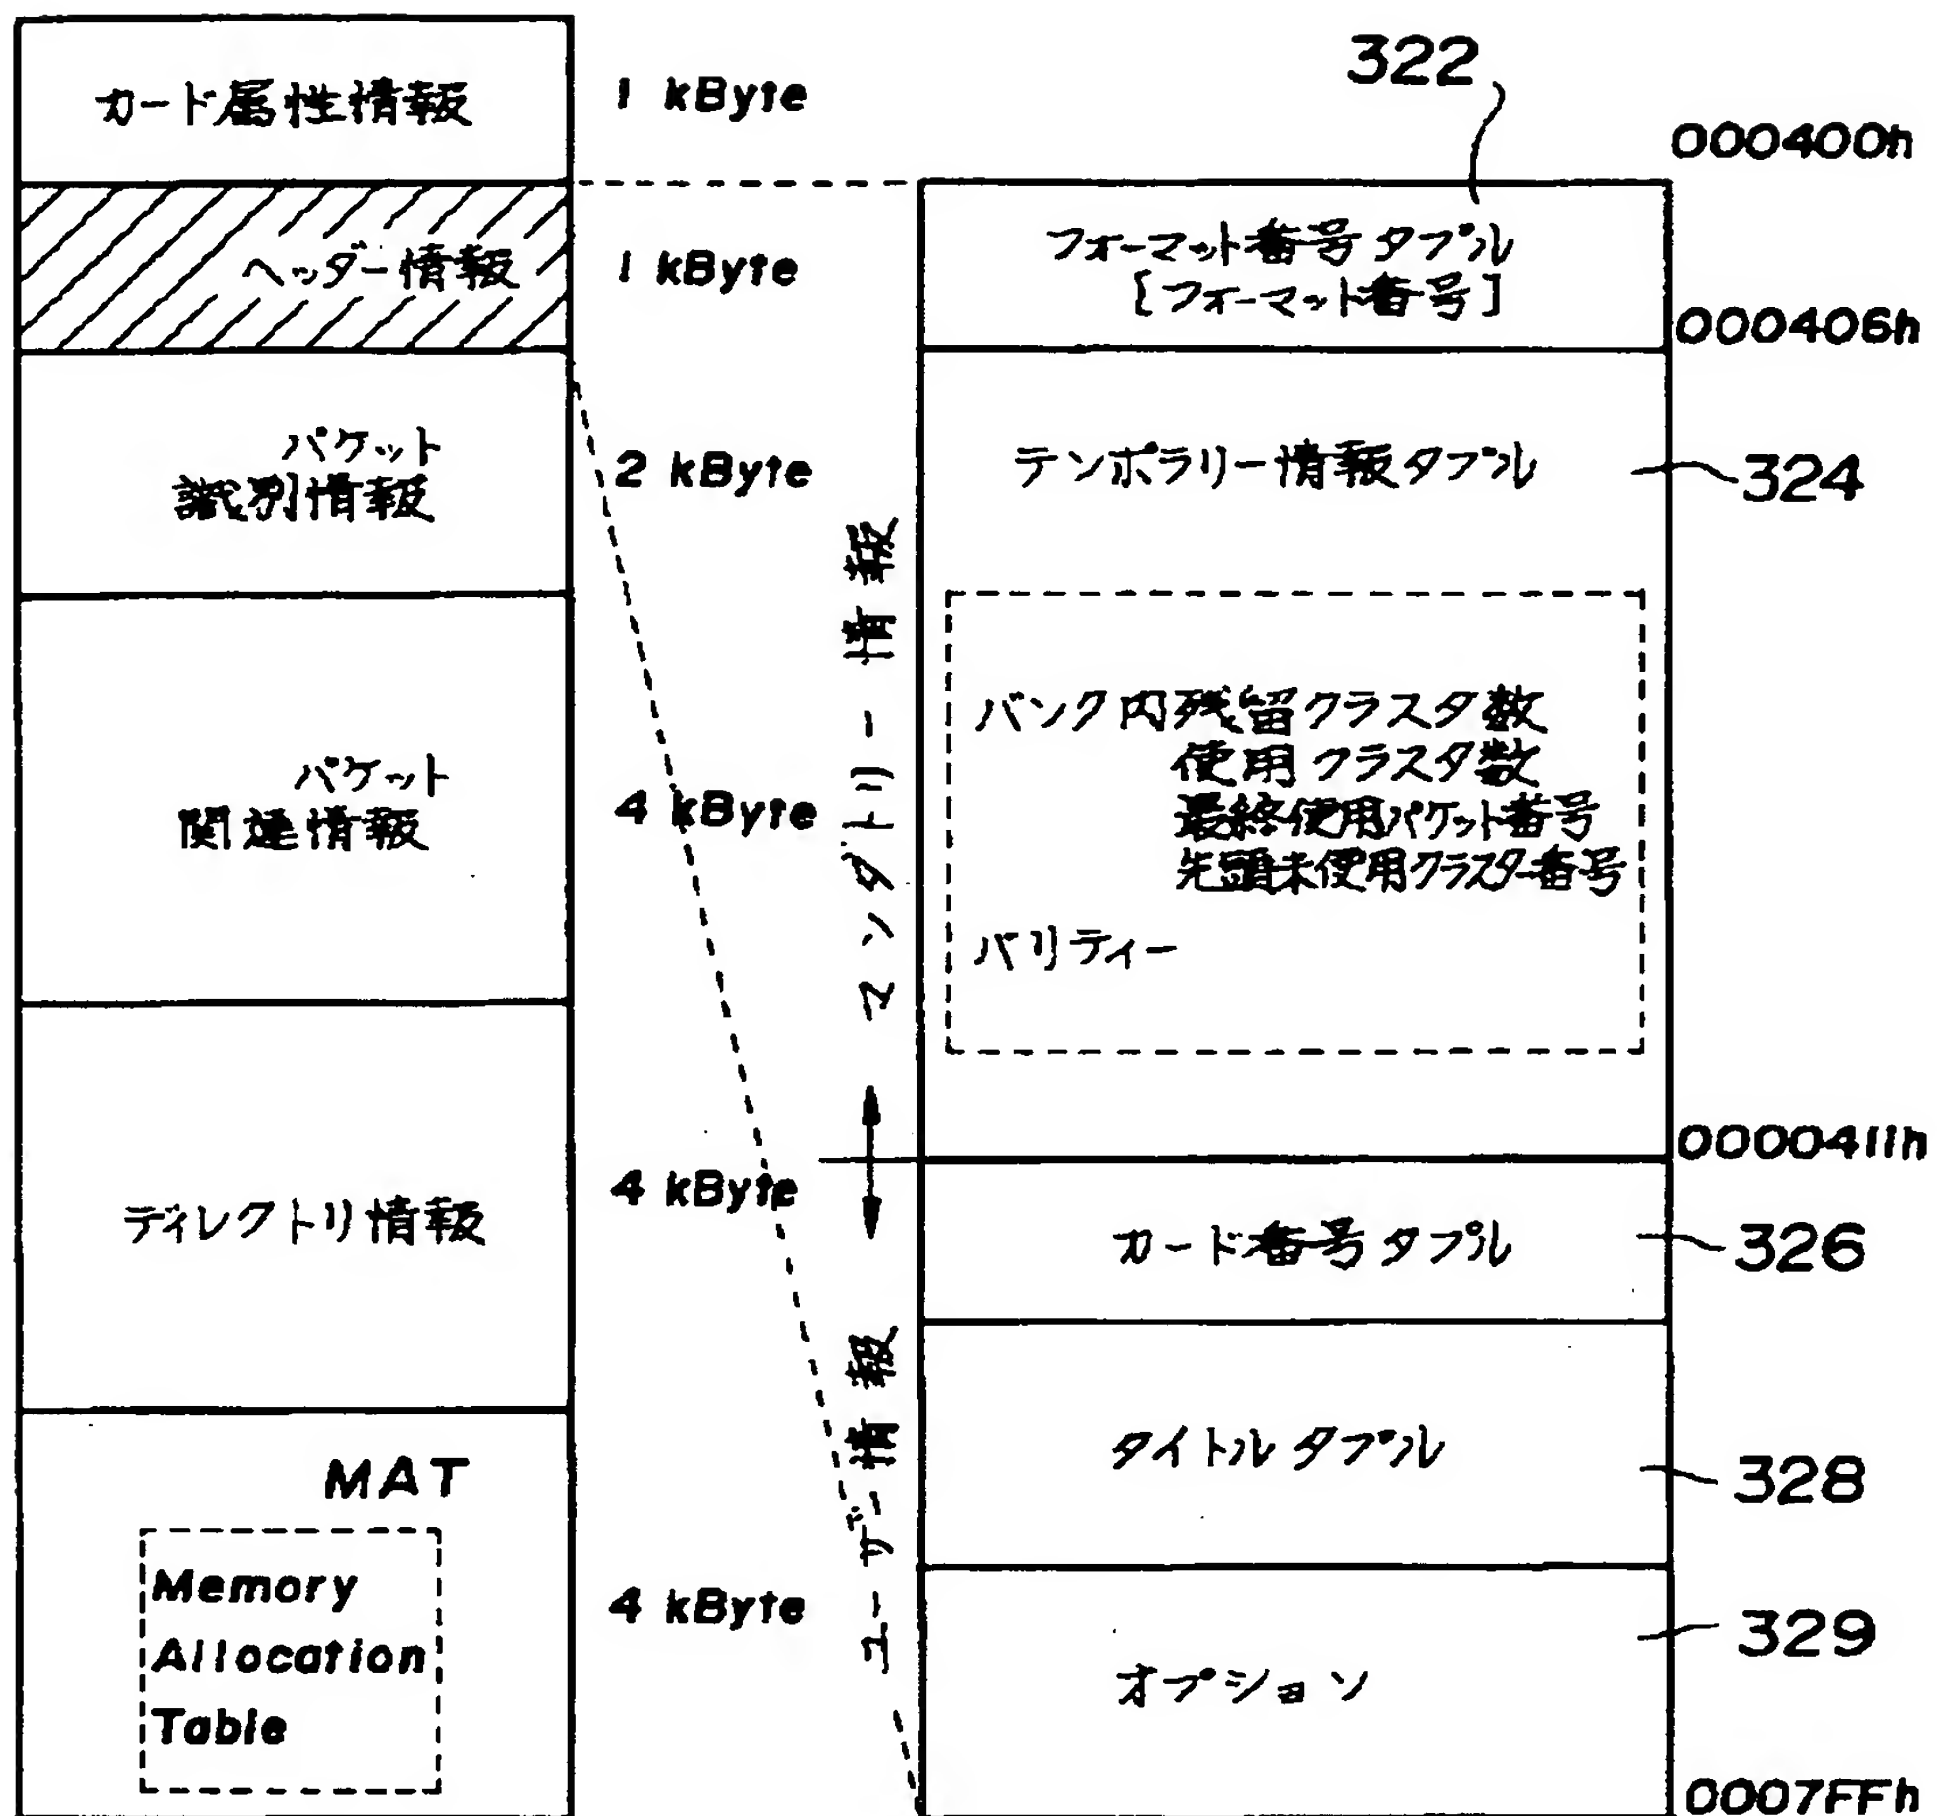 カード属性情報
1 kByte
ヘッダー情報
1 kByte
パケット
識別情報
2 kByte
パケット
関連情報
4 kByte
ディレクトリ情報
4 kByte
MAT
Memory
Allocation
Table
4 kByte
マンダトリー情報
ユーザー情報
322
000400h
フォーマット番号タプル
[フォーマット番号]
000406h
テンポラリー情報タプル
324
バンク内残留クラスタ数
使用クラスタ数
最終使用パケット番号
先頭未使用クラスター番号
パリティー
0000411h
カード番号タプル
326
タイトルタプル
328
オプション
329
0007FFh